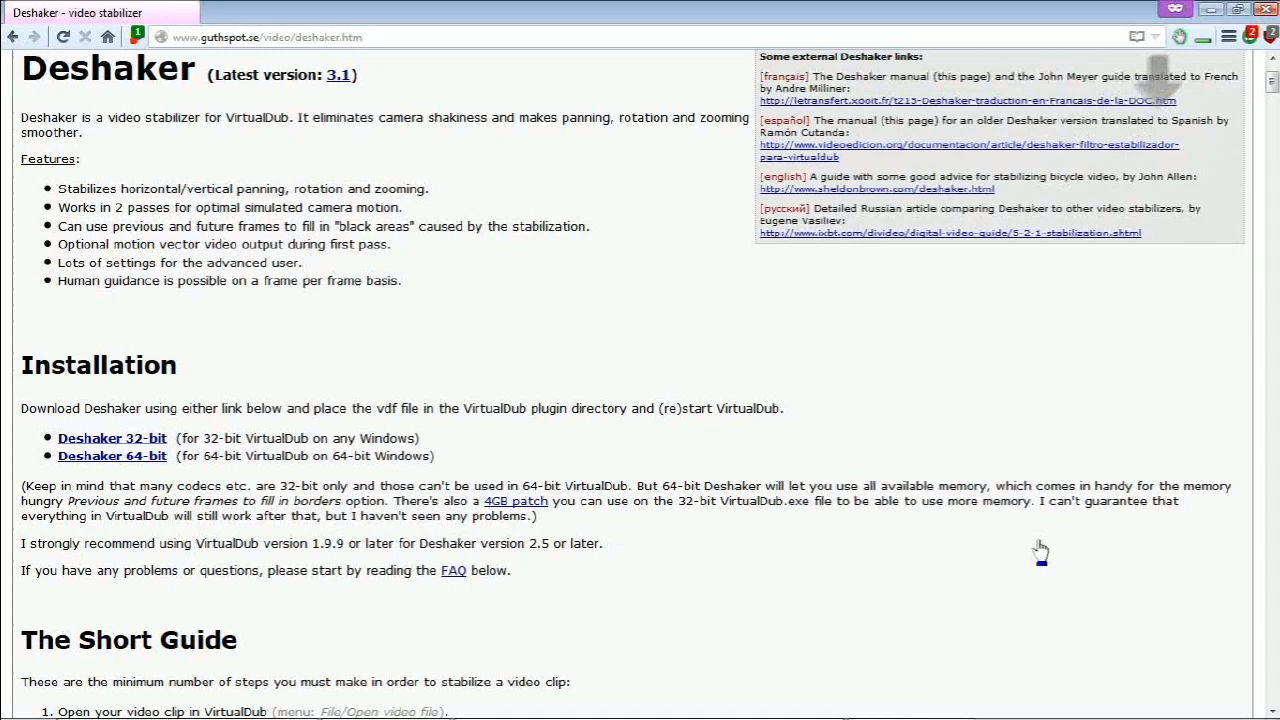 Deshaker - video stabilizer
1
www.guthspot.se/video/deshaker.htm
2
2
Deshaker (Latest version: 3.1)
Deshaker is a video stabilizer for VirtualDub. It eliminates camera shakiness and makes panning, rotation and zooming
smoother.
Features:
Stabilizes horizontal/vertical panning, rotation and zooming.
Works in 2 passes for optimal simulated camera motion.
Can use previous and future frames to fill in "black areas" caused by the stabilization.
Optional motion vector video output during first pass.
Lots of settings for the advanced user.
Human guidance is possible on a frame per frame basis.
Some external Deshaker links:
[français] The Deshaker manual (this page) and the John Meyer guide translated to French
by Andre Milliner:
http://letransfert.xooit.fr/t215-Deshaker-traduction-en-Francais-de-la-DOC.htm
[español] The manual (this page) for an older Deshaker version translated to Spanish by
Ramón Cutanda:
http://www.videoedicion.org/documentacion/article/deshaker-filtro-estabilizador-
para-virtualdub
[english] A guide with some good advice for stabilizing bicycle video, by John Allen:
http://www.sheldonbrown.com/deshaker.html
[русский] Detailed Russian article comparing Deshaker to other video stabilizers, by
Eugene Vasiliev:
http://www.ixbt.com/divideo/digital-video-guide/5-2-1-stabilization.shtml
Installation
Download Deshaker using either link below and place the vdf file in the VirtualDub plugin directory and (re)start VirtualDub.
Deshaker 32-bit (for 32-bit VirtualDub on any Windows)
Deshaker 64-bit (for 64-bit VirtualDub on 64-bit Windows)
(Keep in mind that many codecs etc. are 32-bit only and those can't be used in 64-bit VirtualDub. But 64-bit Deshaker will let you use all available memory, which comes in handy for the memory
hungry Previous and future frames to fill in borders option. There's also a 4GB patch you can use on the 32-bit VirtualDub.exe file to be able to use more memory. I can't guarantee that
everything in VirtualDub will still work after that, but I haven't seen any problems.)
I strongly recommend using VirtualDub version 1.9.9 or later for Deshaker version 2.5 or later.
If you have any problems or questions, please start by reading the FAQ below.
The Short Guide
These are the minimum number of steps you must make in order to stabilize a video clip:
1. Open your video clip in VirtualDub (menu: File/Open video file).